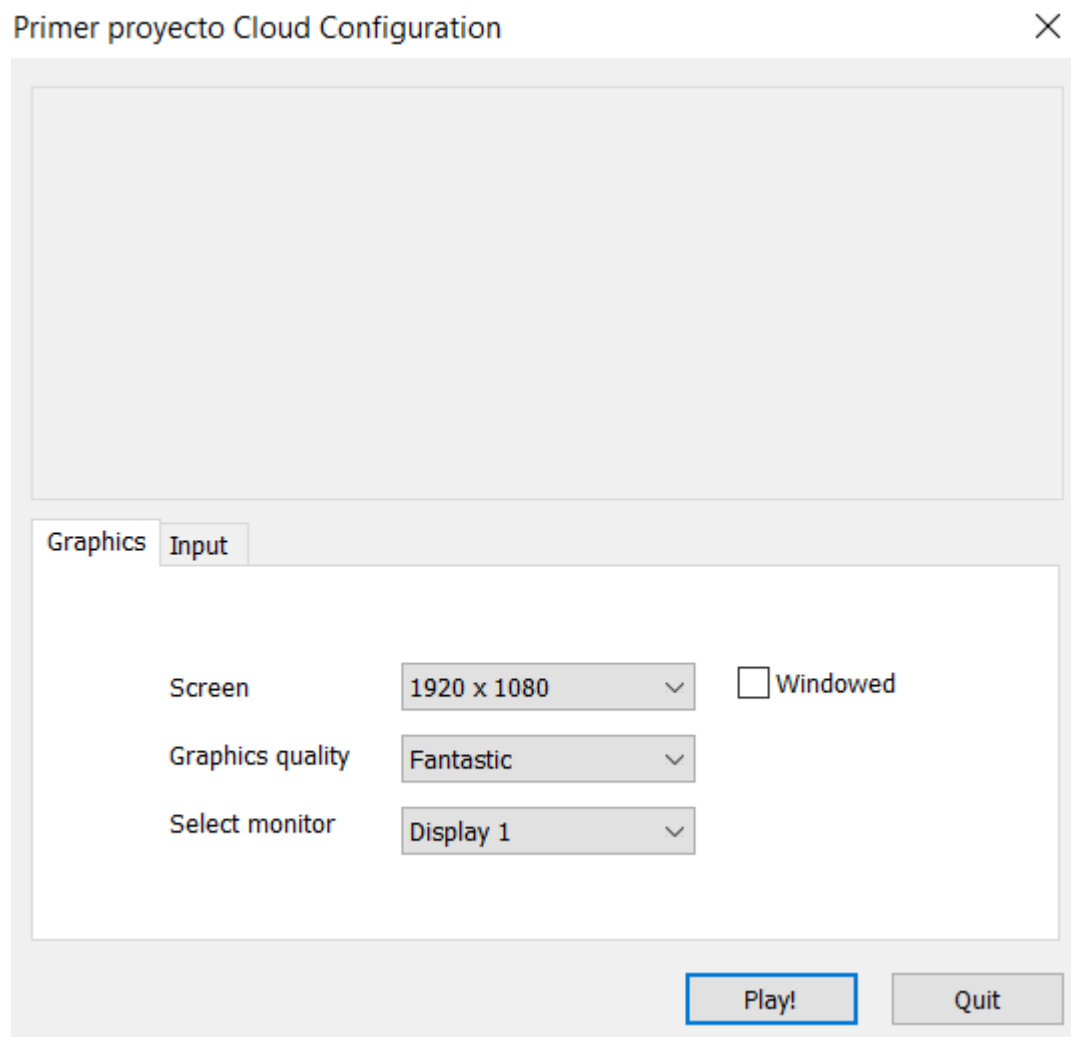 Primer proyecto Cloud Configuration
Graphics
Input
Screen
1920 x 1080
Windowed
Graphics quality
Fantastic
Select monitor
Display 1
Play!
Quit